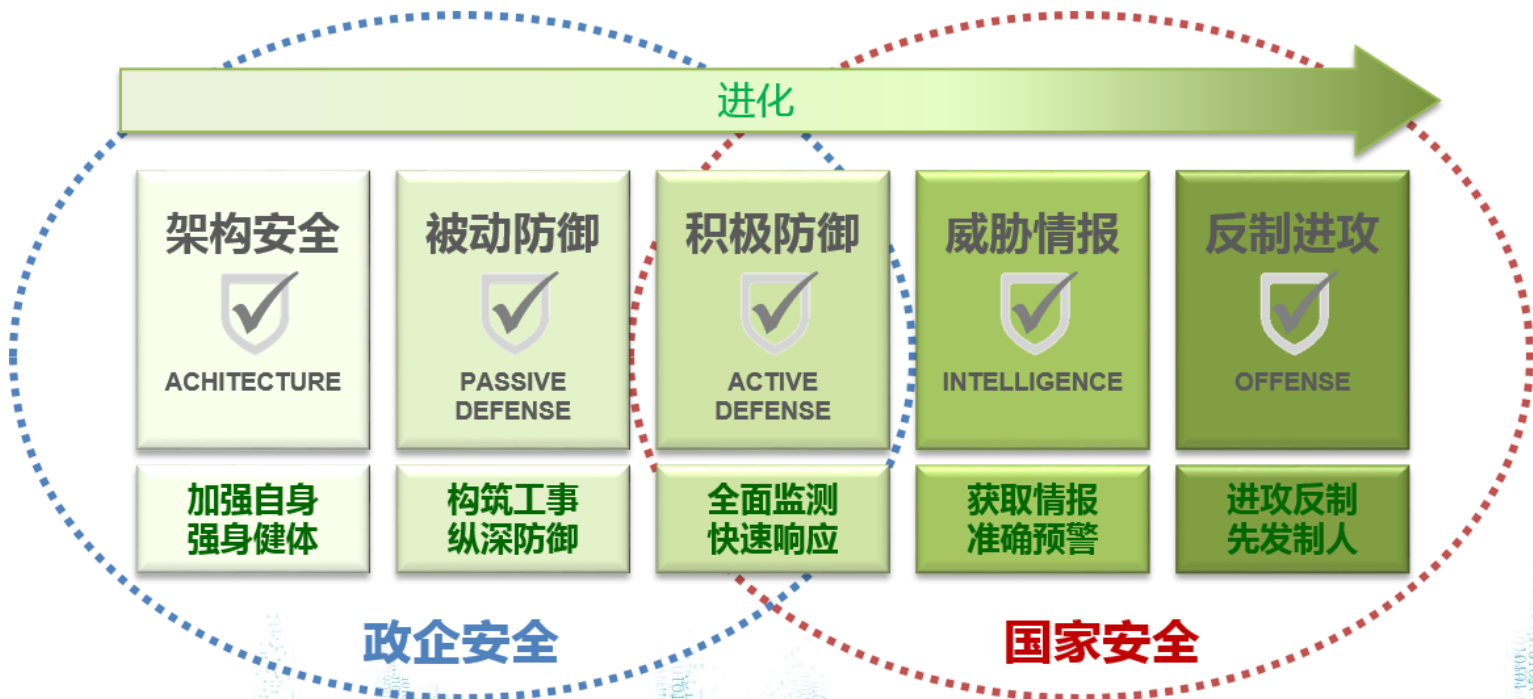 进化
架构安全
ACHITECTURE
加强自身
强身健体
被动防御
PASSIVE
DEFENSE
构筑工事
纵深防御
积极防御
ACTIVE
DEFENSE
全面监测
快速响应
威胁情报
INTELLIGENCE
获取情报
准确预警
反制进攻
OFFENSE
进攻反制
先发制人
政企安全
国家安全